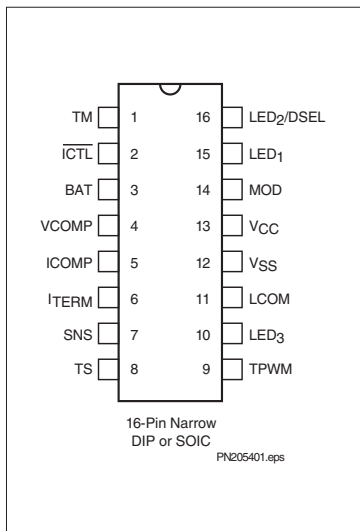 TM 1 16 LED2/DSEL
ICTL 2 15 LED1
BAT 3 14 MOD
VCOMP 4 13 VCC
ICOMP 5 12 VSS
ITERM 6 11 LCOM
SNS 7 10 LED3
TS 8 9 TPWM
16-Pin Narrow
DIP or SOIC
PN205401.eps